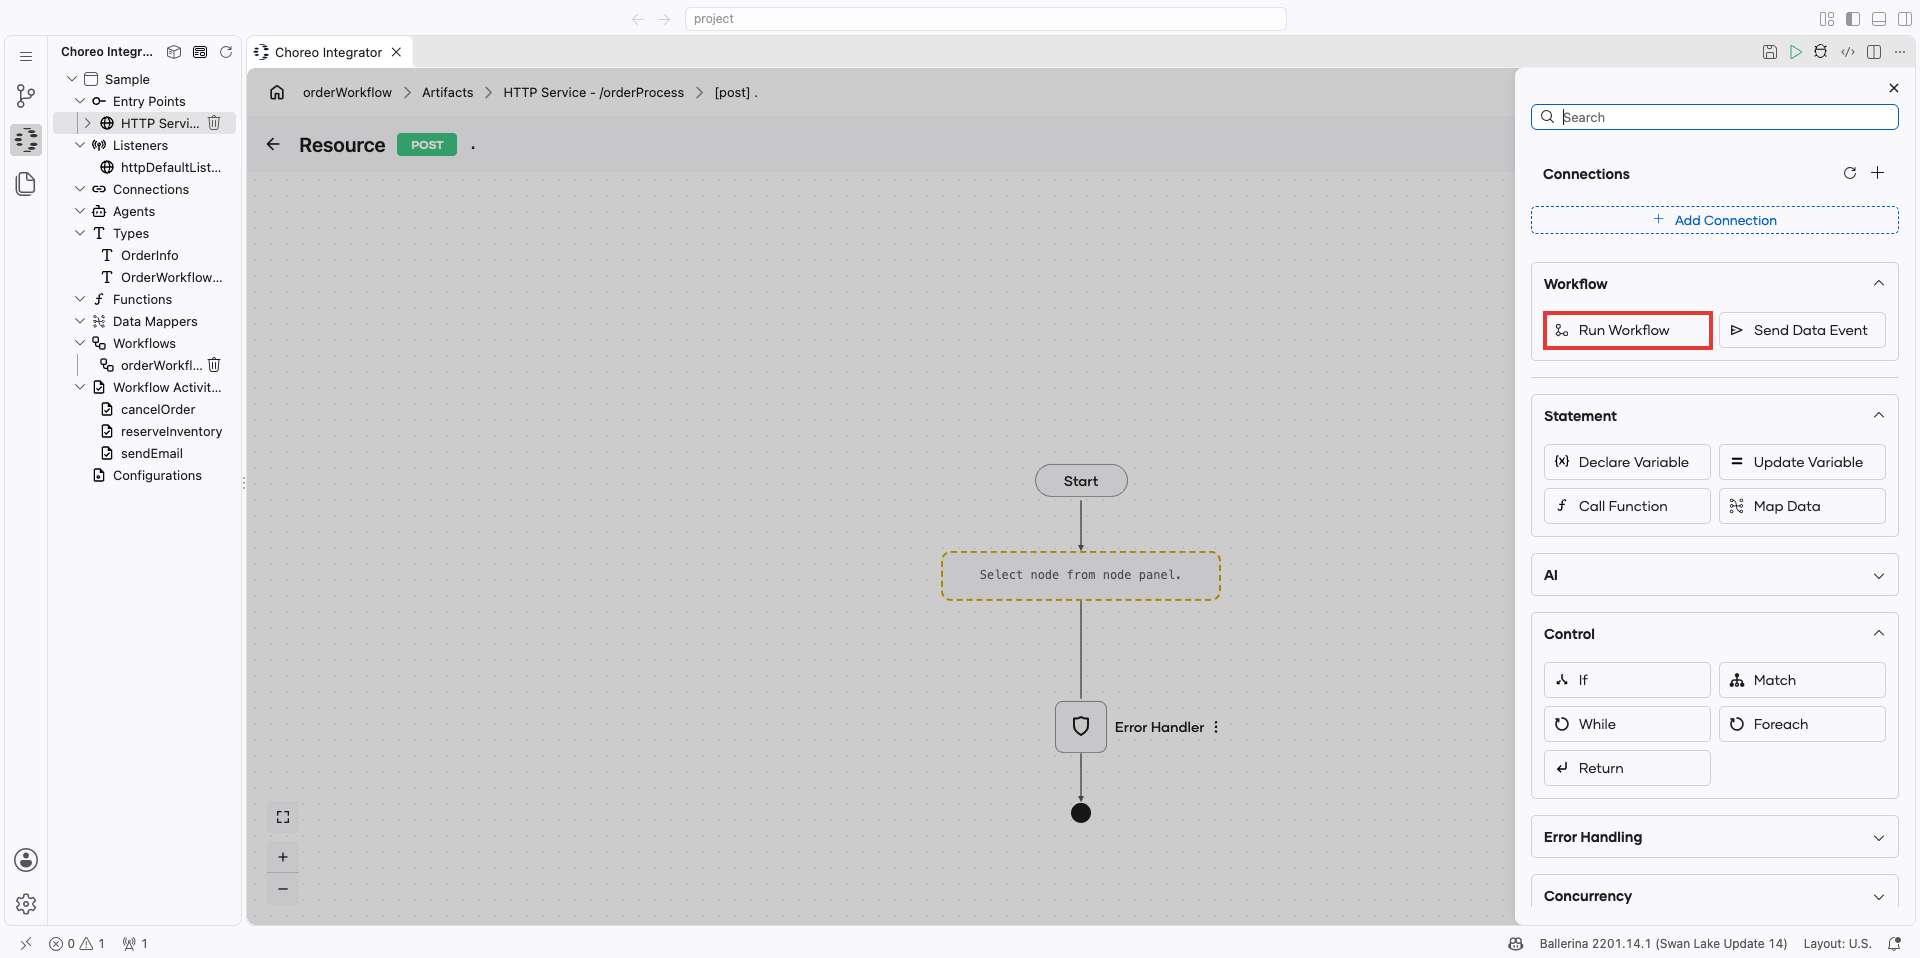 project
Choreo Integr...
Sample
Entry Points
HTTP Servi...
Listeners
httpDefaultList...
Connections
Agents
Types
OrderInfo
OrderWorkflow...
Functions
Data Mappers
Workflows
orderWorkfl...
Workflow Activit...
cancelOrder
reserveInventory
sendEmail
Configurations
Choreo Integrator
orderWorkflow > Artifacts > HTTP Service - /orderProcess > [post] .
Resource POST .
Start
Select node from node panel.
Error Handler
Search
Connections
+ Add Connection
Workflow
Run Workflow
Send Data Event
Statement
Declare Variable
Update Variable
Call Function
Map Data
AI
Control
If
Match
While
Foreach
Return
Error Handling
Concurrency
0 1 1
Ballerina 2201.14.1 (Swan Lake Update 14) Layout: U.S.